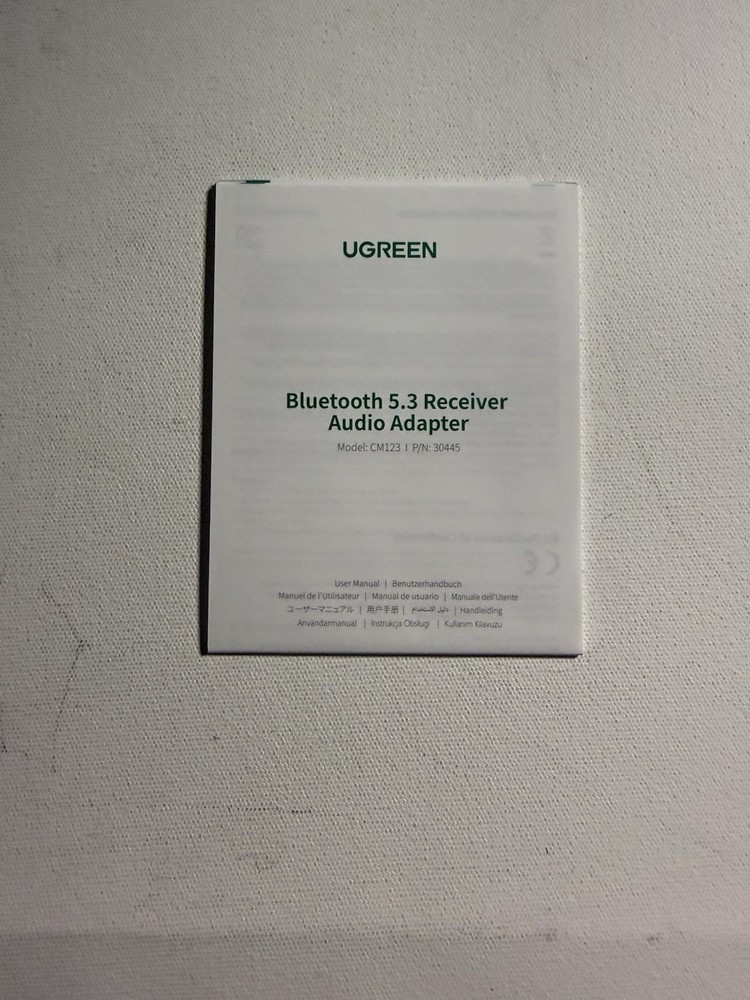 UGREEN
Bluetooth 5.3 Receiver
Audio Adapter
Model: CM123 I P/N: 30445
User Manual | Benutzerhandbuch
Manuel de l'Utilisateur | Manual de usuario | Manuale dell'Utente
ユーザーマニュアル | 用户手册 | دليل الاستخدام | Handleiding
Användarmanual | Instrukcja Obsługi | Kullanım Kılavuzu